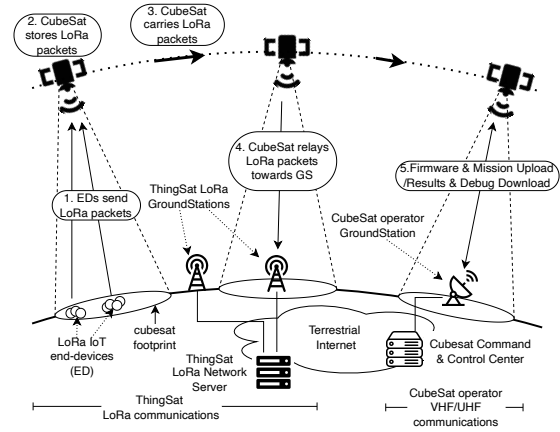 2. CubeSat
stores LoRa
packets
3. CubeSat
carries LoRa
packets
4. CubeSat relays
LoRa packets
towards GS
5.Firmware & Mission Upload
/Results & Debug Download
1. EDs send
LoRa packets
ThingSat LoRa
GroundStations
CubeSat operator
GroundStation
LoRa IoT
end-devices
(ED)
cubesat
footprint
ThingSat
LoRa Network
Server
Terrestrial
Internet
Cubesat Command
& Control Center
ThingSat
LoRa communications
CubeSat operator
VHF/UHF
communications